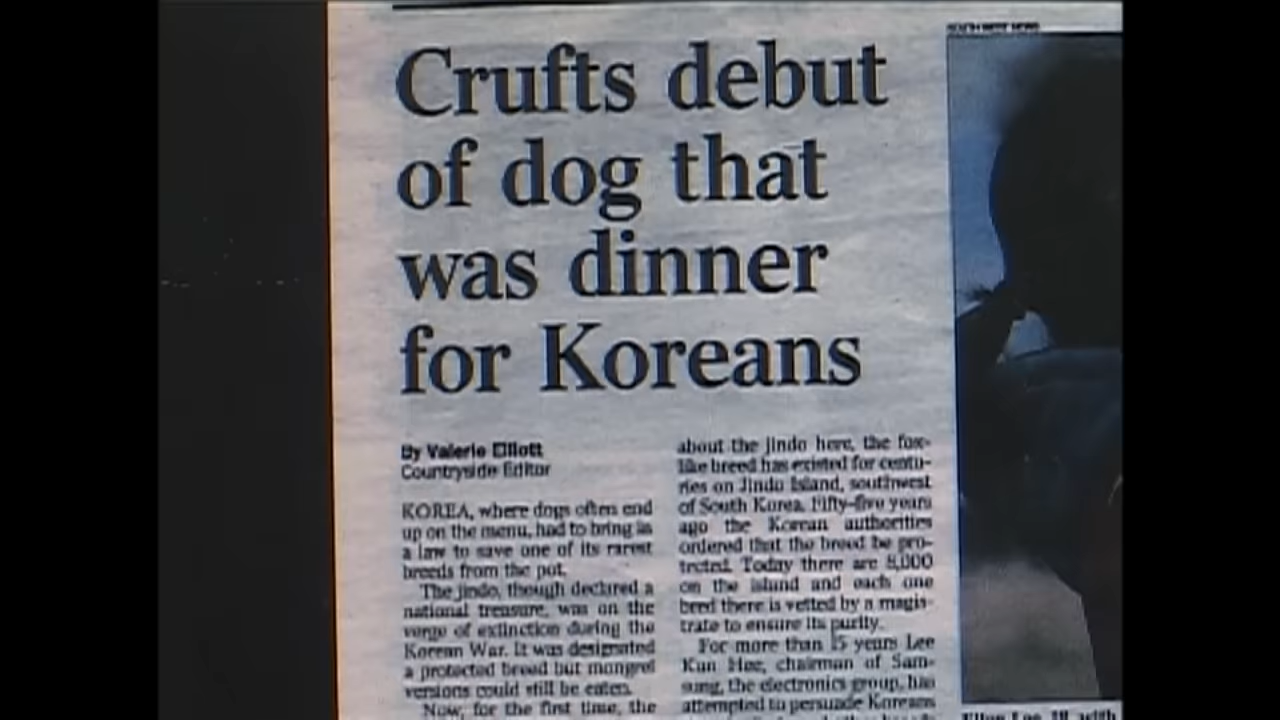 Crufts debut
of dog that
was dinner
for Koreans
By Valerie Elliott
Countryside Editor
KOREA, where dogs often end
up on the menu, had to bring in
a law to save one of its rarest
breeds from the pot.
The jindo, though declared a
national treasure, was on the
verge of extinction during the
Korean War. It was designated
a protected breed but mongrel
versions could still be eaten.
Now, for the first time, the
about the jindo here, the fox-
like breed has existed for centu-
ries on Jindo Island, southwest
of South Korea. Fifty-five years
ago the Korean authorities
ordered that the breed be pro-
tected. Today there are 8,000
on the island and each one
bred there is vetted by a magis-
trate to ensure its purity.
For more than 15 years Lee
Kun Hee, chairman of Sam-
sung, the electronics group, has
attempted to persuade Koreans